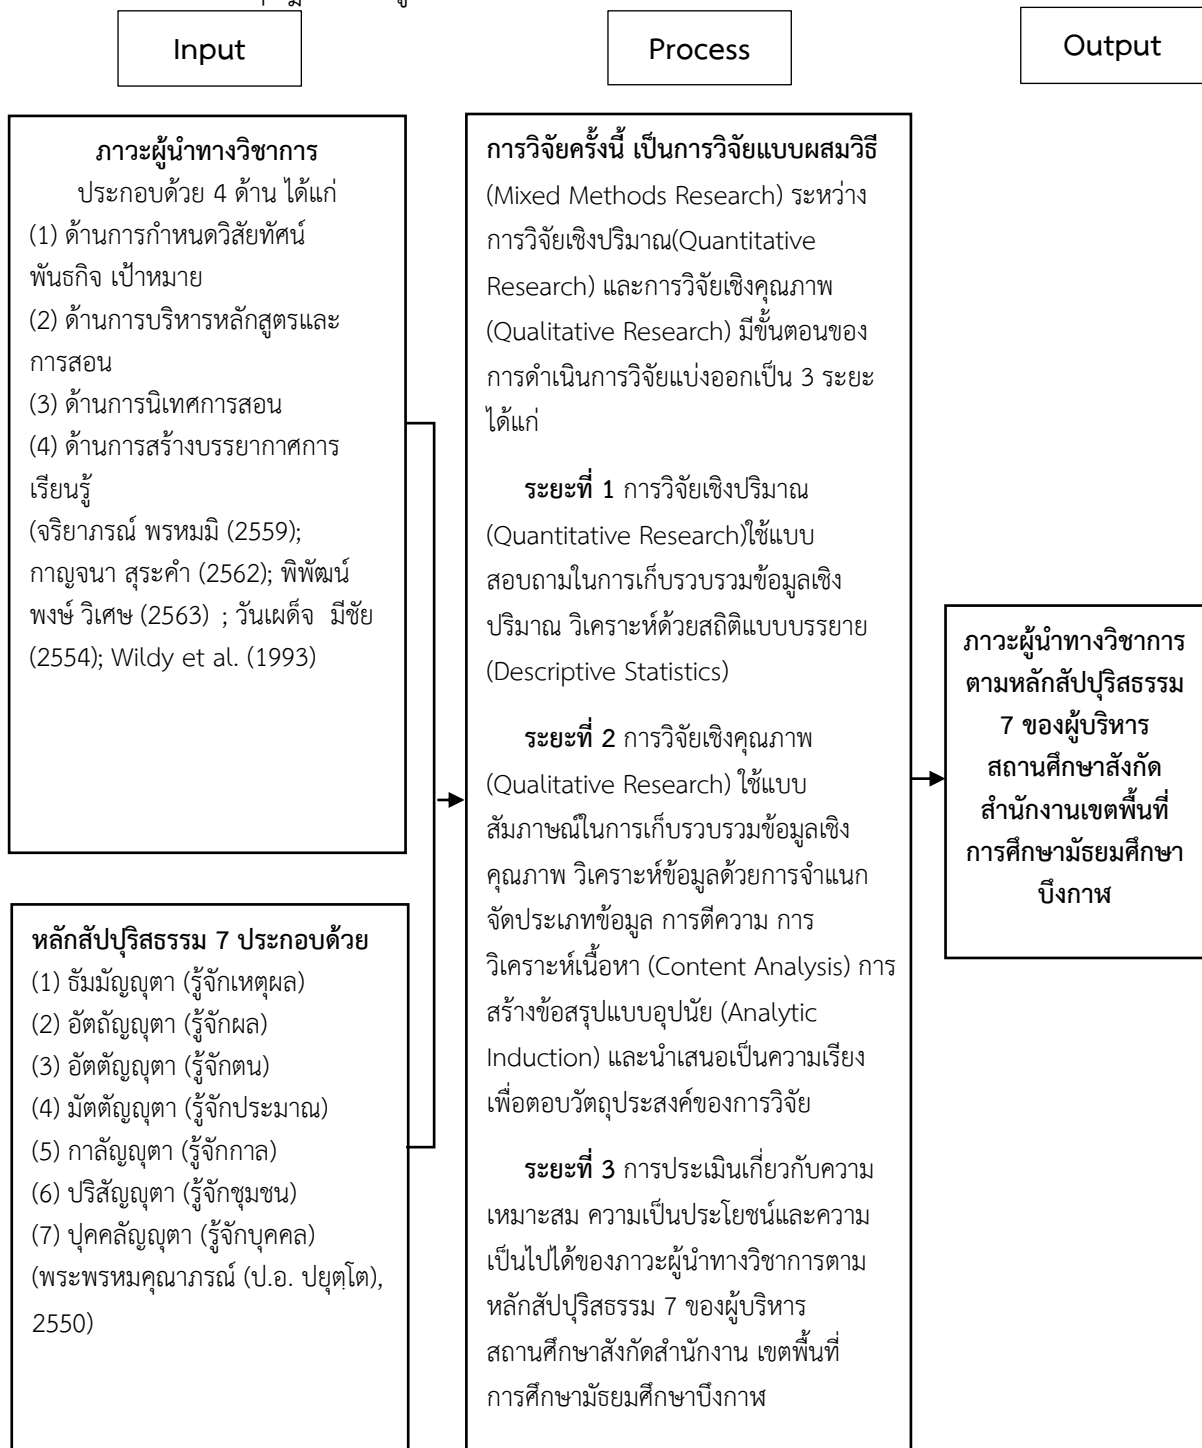 Input
Process
Output
ภาวะผู้นำทางวิชาการ
ประกอบด้วย 4 ด้าน ได้แก่
(1) ด้านการกำหนดวิสัยทัศน์
พันธกิจ เป้าหมาย
(2) ด้านการบริหารหลักสูตรและ
การสอน
(3) ด้านการนิเทศการสอน
(4) ด้านการสร้างบรรยากาศการ
เรียนรู้
(จริยาภรณ์ พรหมมิ (2559);
กาญจนา สุระคำ (2562); พิพัฒน์
พงษ์ วิเศษ (2563) ; วันเผด็จ มีชัย
(2554); Wildy et al. (1993)
หลักสัปปุริสธรรม 7 ประกอบด้วย
(1) ธัมมัญญุตา (รู้จักเหตุผล)
(2) อัตถัญญุตา (รู้จักผล)
(3) อัตตัญญุตา (รู้จักตน)
(4) มัตตัญญุตา (รู้จักประมาณ)
(5) กาลัญญุตา (รู้จักกาล)
(6) ปริสัญญุตา (รู้จักชุมชน)
(7) ปุคคลัญญุตา (รู้จักบุคคล)
(พระพรหมคุณาภรณ์ (ป.อ. ปยุตฺโต),
2550)
การวิจัยครั้งนี้ เป็นการวิจัยแบบผสมวิธี
(Mixed Methods Research) ระหว่าง
การวิจัยเชิงปริมาณ(Quantitative
Research) และการวิจัยเชิงคุณภาพ
(Qualitative Research) มีขั้นตอนของ
การดำเนินการวิจัยแบ่งออกเป็น 3 ระยะ
ได้แก่
ระยะที่ 1 การวิจัยเชิงปริมาณ
(Quantitative Research)ใช้แบบ
สอบถามในการเก็บรวบรวมข้อมูลเชิง
ปริมาณ วิเคราะห์ด้วยสถิติแบบบรรยาย
(Descriptive Statistics)
ระยะที่ 2 การวิจัยเชิงคุณภาพ
(Qualitative Research) ใช้แบบ
สัมภาษณ์ในการเก็บรวบรวมข้อมูลเชิง
คุณภาพ วิเคราะห์ข้อมูลด้วยการจำแนก
จัดประเภทข้อมูล การตีความ การ
วิเคราะห์เนื้อหา (Content Analysis) การ
สร้างข้อสรุปแบบอุปนัย (Analytic
Induction) และนำเสนอเป็นความเรียง
เพื่อตอบวัตถุประสงค์ของการวิจัย
ระยะที่ 3 การประเมินเกี่ยวกับความ
เหมาะสม ความเป็นประโยชน์และความ
เป็นไปได้ของภาวะผู้นำทางวิชาการตาม
หลักสัปปุริสธรรม 7 ของผู้บริหาร
สถานศึกษาสังกัดสำนักงาน เขตพื้นที่
การศึกษามัธยมศึกษาบึงกาฬ
ภาวะผู้นำทางวิชาการ
ตามหลักสัปปุริสธรรม
7 ของผู้บริหาร
สถานศึกษาสังกัด
สำนักงานเขตพื้นที่
การศึกษามัธยมศึกษา
บึงกาฬ